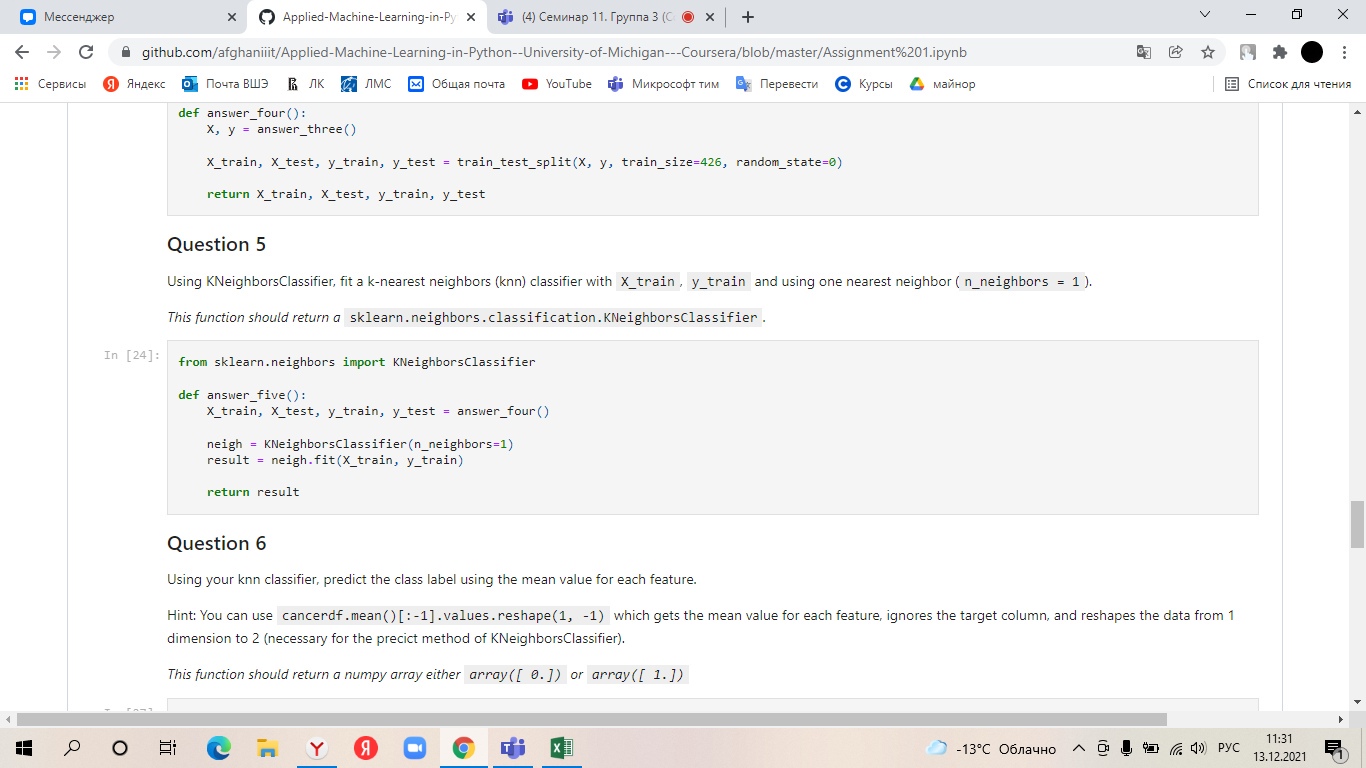 Мессенджер
Applied-Machine-Learning-in-Py
(4) Семинар 11. Группа 3 (С
github.com/afghaniiit/Applied-Machine-Learning-in-Python--University-of-Michigan---Coursera/blob/master/Assignment%201.ipynb
Сервисы Яндекс Почта ВШЭ ЛК ЛМС Общая почта YouTube Микрософт тим Перевести Курсы майнор Список для чтения
def answer_four():
X, y = answer_three()
X_train, X_test, y_train, y_test = train_test_split(X, y, train_size=426, random_state=0)
return X_train, X_test, y_train, y_test
Question 5
Using KNeighborsClassifier, fit a k-nearest neighbors (knn) classifier with X_train , y_train and using one nearest neighbor ( n_neighbors = 1 ).
This function should return a sklearn.neighbors.classification.KNeighborsClassifier .
In [24]:
from sklearn.neighbors import KNeighborsClassifier
def answer_five():
X_train, X_test, y_train, y_test = answer_four()
neigh = KNeighborsClassifier(n_neighbors=1)
result = neigh.fit(X_train, y_train)
return result
Question 6
Using your knn classifier, predict the class label using the mean value for each feature.
Hint: You can use cancerdf.mean()[:-1].values.reshape(1, -1) which gets the mean value for each feature, ignores the target column, and reshapes the data from 1
dimension to 2 (necessary for the precict method of KNeighborsClassifier).
This function should return a numpy array either array([ 0.]) or array([ 1.])
-13°C Облачно
РУС
11:31
13.12.2021
1